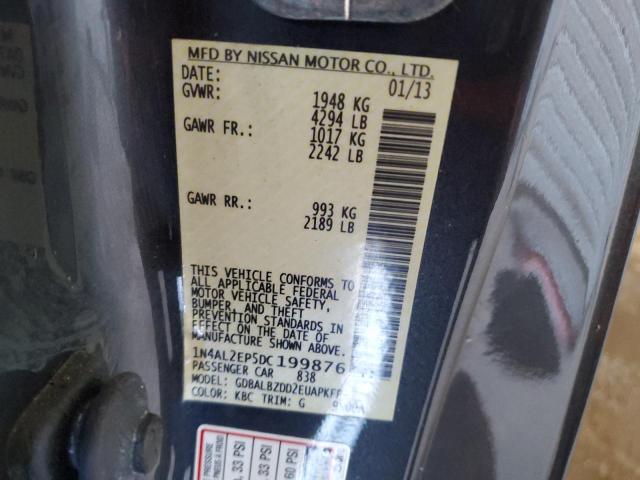 MFD BY NISSAN MOTOR CO., LTD.
DATE: 01/13
GVWR: 1948 KG
4294 LB
GAWR FR.: 1017 KG
2242 LB
GAWR RR.: 993 KG
2189 LB
THIS VEHICLE CONFORMS TO
ALL APPLICABLE FEDERAL
MOTOR VEHICLE SAFETY,
BUMPER, AND THEFT
PREVENTION STANDARDS IN
EFFECT ON THE DATE OF
MANUFACTURE SHOWN ABOVE.
1N4AL2EP5DC199876
PASSENGER CAR 838
MODEL: GDBALBZDDZEUAPKFF
COLOR: KBC TRIM: G
PRESSURE
33 PSI
33 PSI
60 PSI